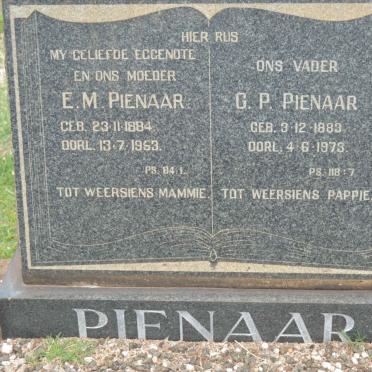 HIER RUS
MY GELIEFDE EGGENOTE
EN ONS MOEDER
E.M. PIENAAR
GEB. 23·11·1884.
OORL. 13·7·1953.
PS. 84·1.
TOT WEERSIENS MAMMIE.
ONS VADER
G.P. PIENAAR
GEB. 9·12·1883.
OORL. 4·6·1973.
PS. 118:7
TOT WEERSIENS PAPPIE.
PIENAAR